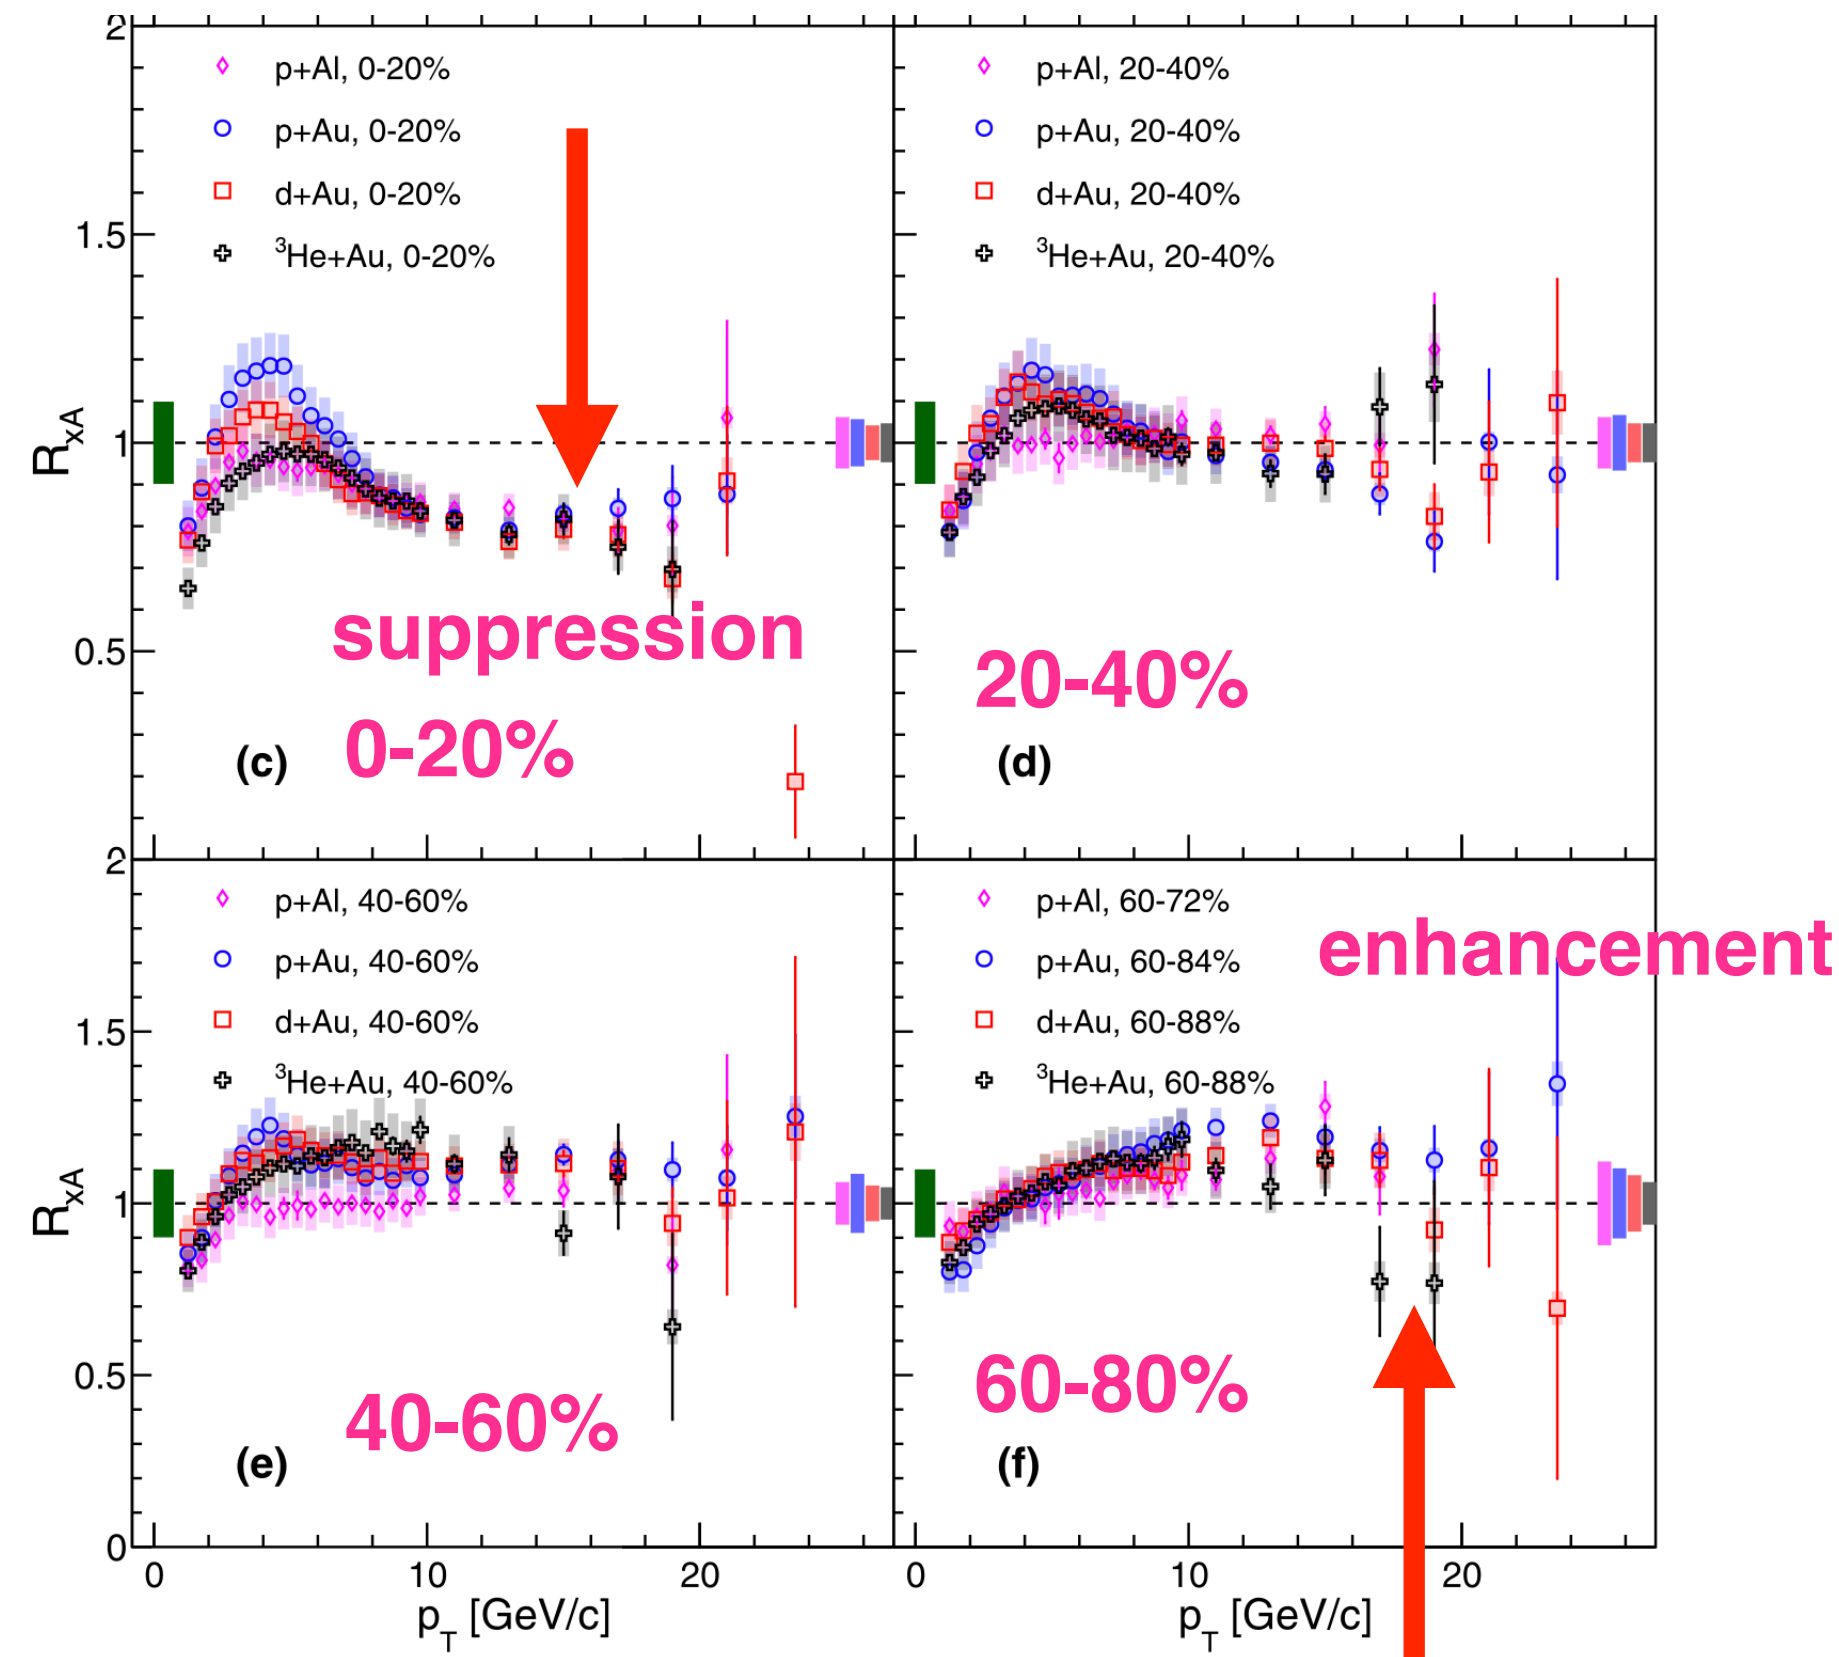 2
p+Al, 0-20%
p+Au, 0-20%
d+Au, 0-20%
³He+Au, 0-20%
1.5
R_xA
1
0.5
suppression
0-20%
(c)
0
p+Al, 20-40%
p+Au, 20-40%
d+Au, 20-40%
³He+Au, 20-40%
20-40%
(d)
2
p+Al, 40-60%
p+Au, 40-60%
d+Au, 40-60%
³He+Au, 40-60%
1.5
R_xA
1
0.5
40-60%
(e)
0
0 10 20
p_T [GeV/c]
p+Al, 60-72%
enhancement
p+Au, 60-84%
d+Au, 60-88%
³He+Au, 60-88%
60-80%
(f)
0 10 20
p_T [GeV/c]